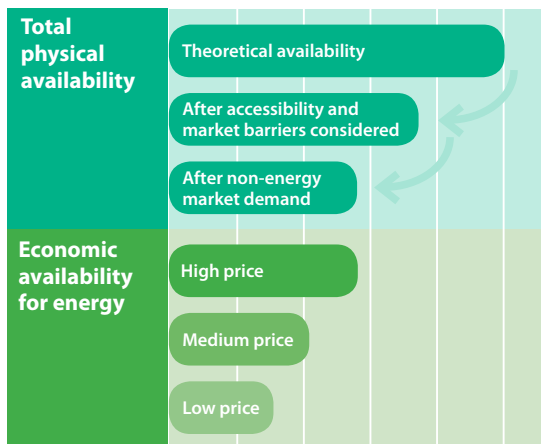 Total
physical
availability
Theoretical availability
After accessibility and
market barriers considered
After non-energy
market demand
Economic
availability
for energy
High price
Medium price
Low price